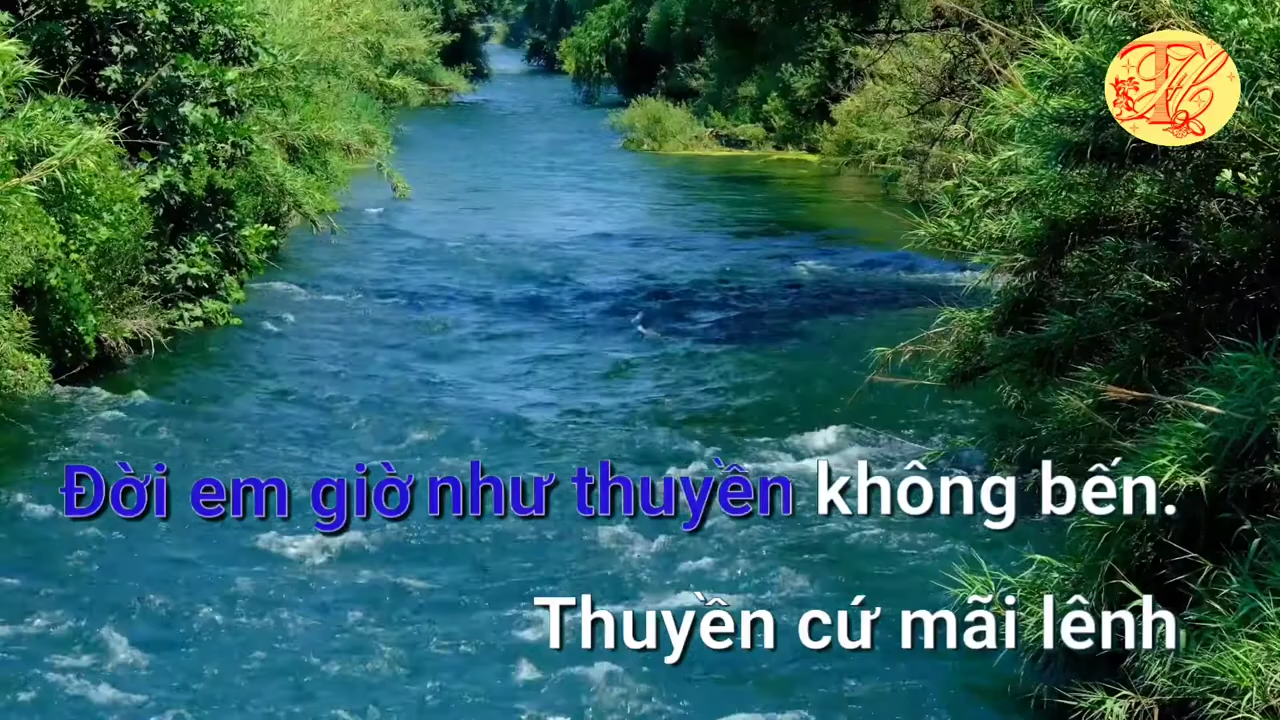 Đời em giờ như thuyền không bến.
Thuyền cứ mãi lênh